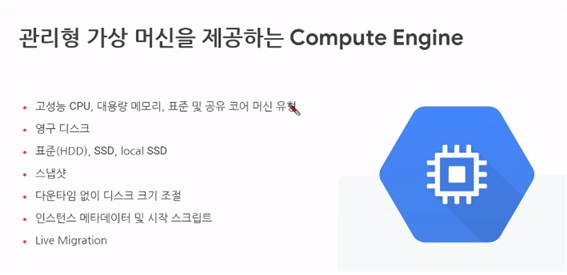 관리형 가상 머신을 제공하는 Compute Engine
• 고성능 CPU, 대용량 메모리, 표준 및 공유 코어 머신 유형
• 영구 디스크
• 표준(HDD), SSD, local SSD
• 스냅샷
• 다운타임 없이 디스크 크기 조절
• 인스턴스 메타데이터 및 시작 스크립트
• Live Migration